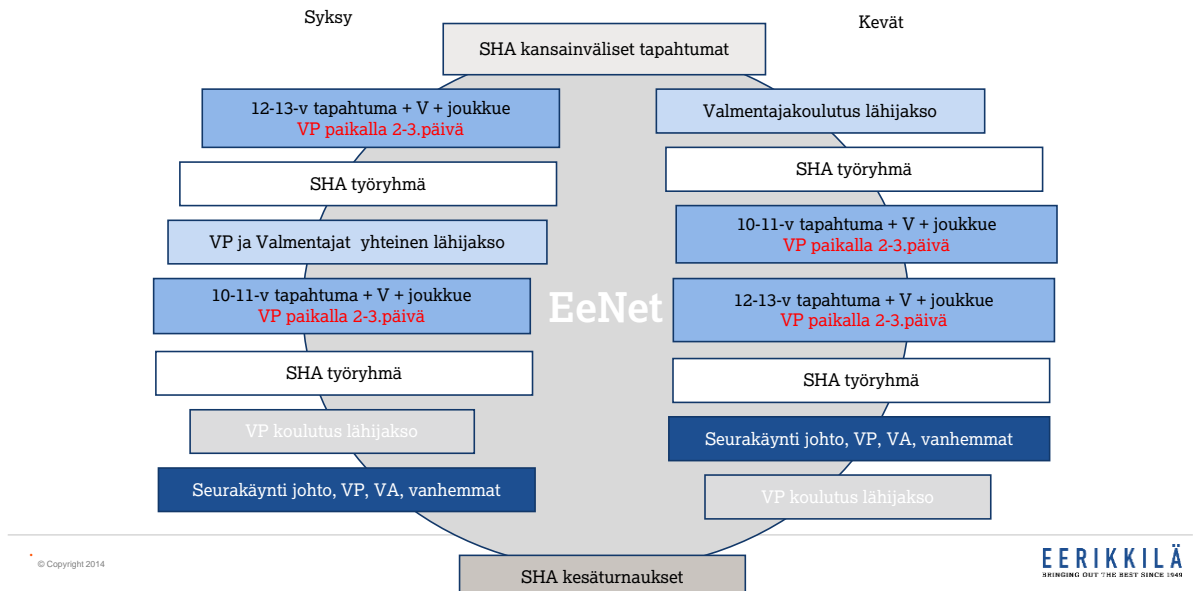 Syksy
Kevät
SHA kansainväliset tapahtumat
12-13-v tapahtuma + V + joukkue
VP paikalla 2-3.päivä
SHA työryhmä
VP ja Valmentajat yhteinen lähijakso
10-11-v tapahtuma + V + joukkue
VP paikalla 2-3.päivä
SHA työryhmä
VP koulutus lähijakso
Seurakäynti johto, VP, VA, vanhemmat
EeNet
Valmentajakoulutus lähijakso
SHA työryhmä
10-11-v tapahtuma + V + joukkue
VP paikalla 2-3.päivä
12-13-v tapahtuma + V + joukkue
VP paikalla 2-3.päivä
SHA työryhmä
Seurakäynti johto, VP, VA, vanhemmat
VP koulutus lähijakso
SHA kesäturnaukset
© Copyright 2014
EERIKKILÄ
BRINGING OUT THE BEST SINCE 1949